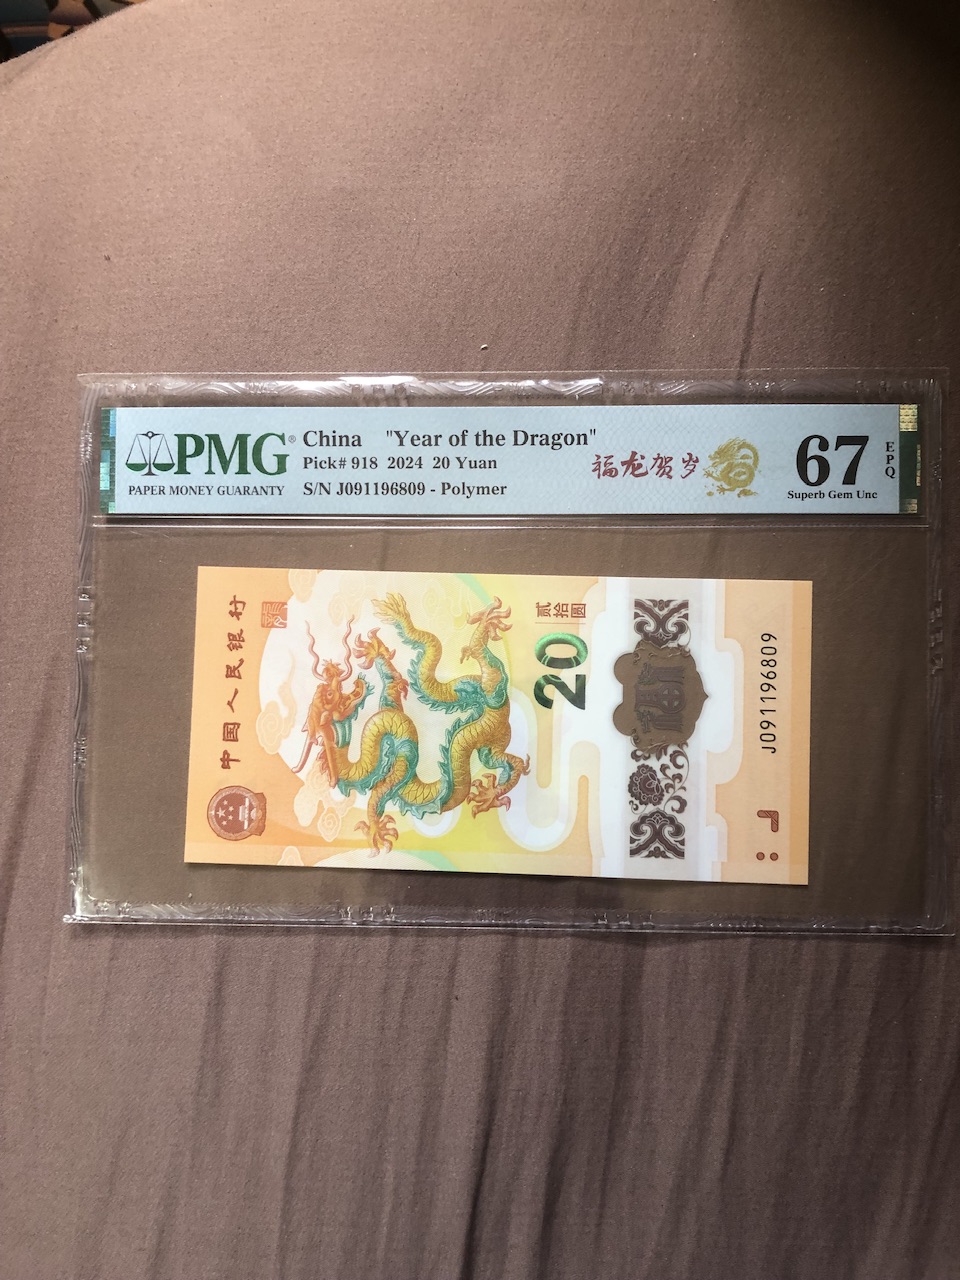 PMG®
PAPER MONEY GUARANTY
China "Year of the Dragon"
Pick# 918 2024 20 Yuan
S/N J091196809 - Polymer
福龙贺岁
67
EPQ
Superb Gem Unc
中国人民银行
贰拾圆
20
J091196809